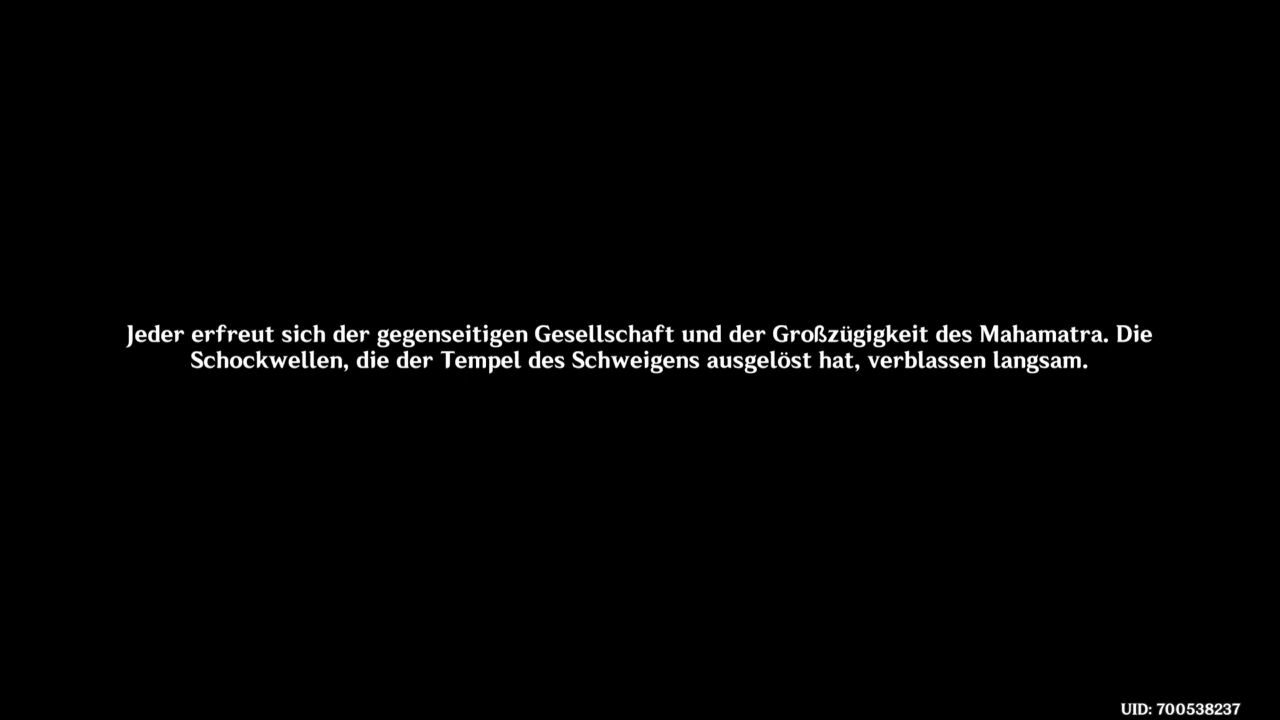 Jeder erfreut sich der gegenseitigen Gesellschaft und der Großzügigkeit des Mahamatra. Die
Schockwellen, die der Tempel des Schweigens ausgelöst hat, verblassen langsam.
UID: 700538237